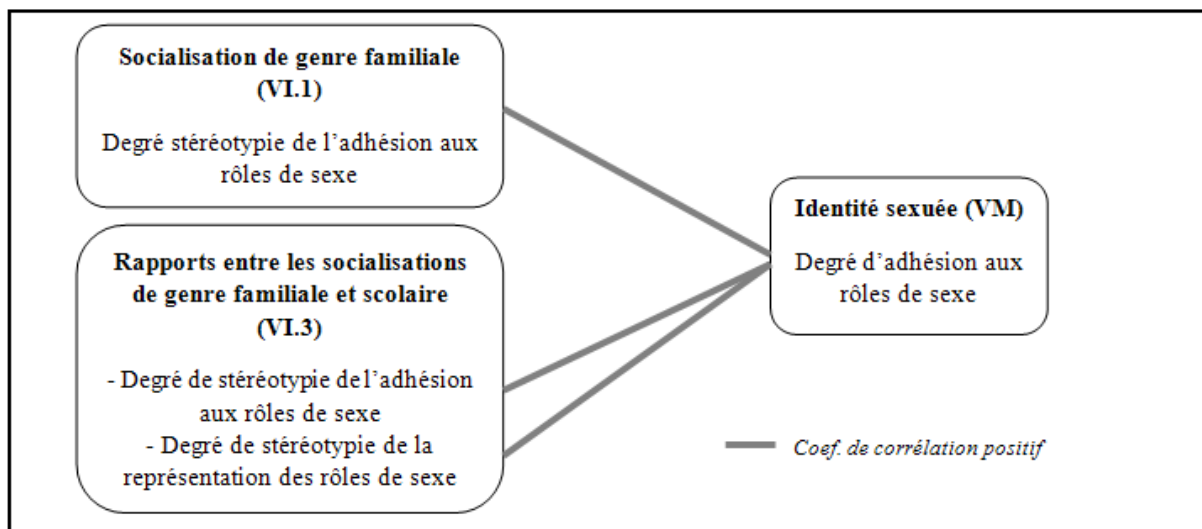 Socialisation de genre familiale
(VI.1)
Degré stéréotypie de l'adhésion aux
rôles de sexe
Rapports entre les socialisations
de genre familiale et scolaire
(VI.3)
- Degré de stéréotypie de l'adhésion
aux rôles de sexe
- Degré de stéréotypie de la
représentation des rôles de sexe
Identité sexuée (VM)
Degré d'adhésion aux
rôles de sexe
Coef. de corrélation positif